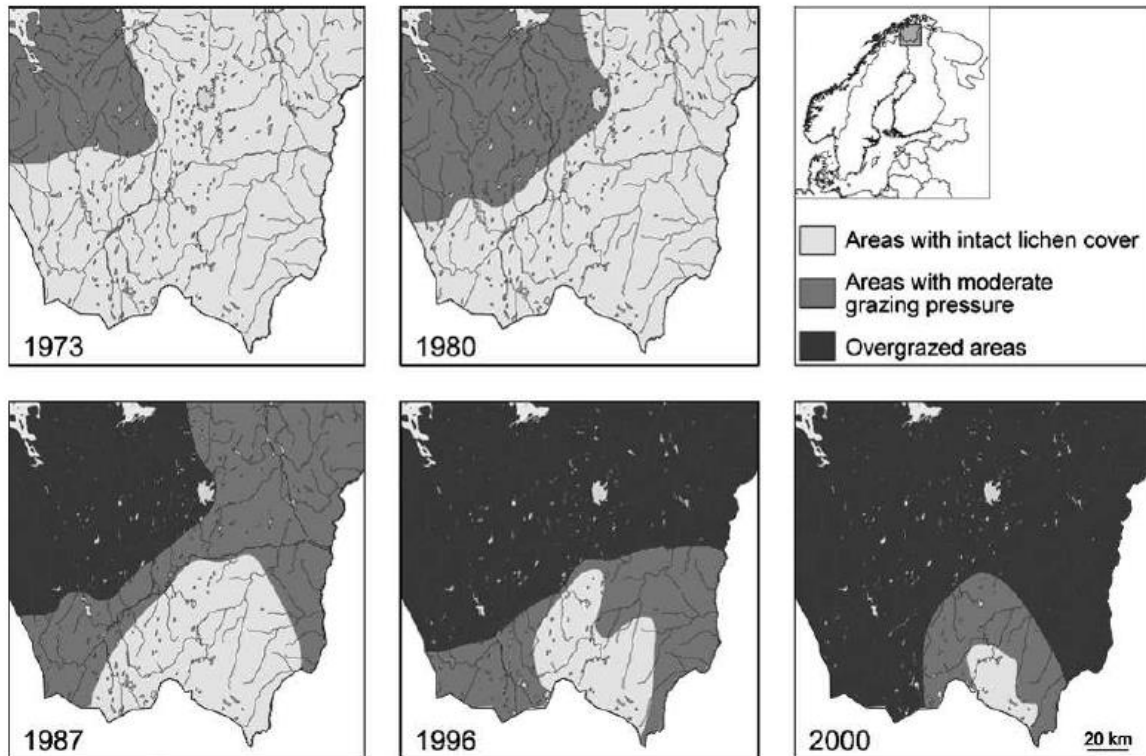 1973
1980
Areas with intact lichen cover
Areas with moderate
grazing pressure
Overgrazed areas
1987
1996
2000
20 km